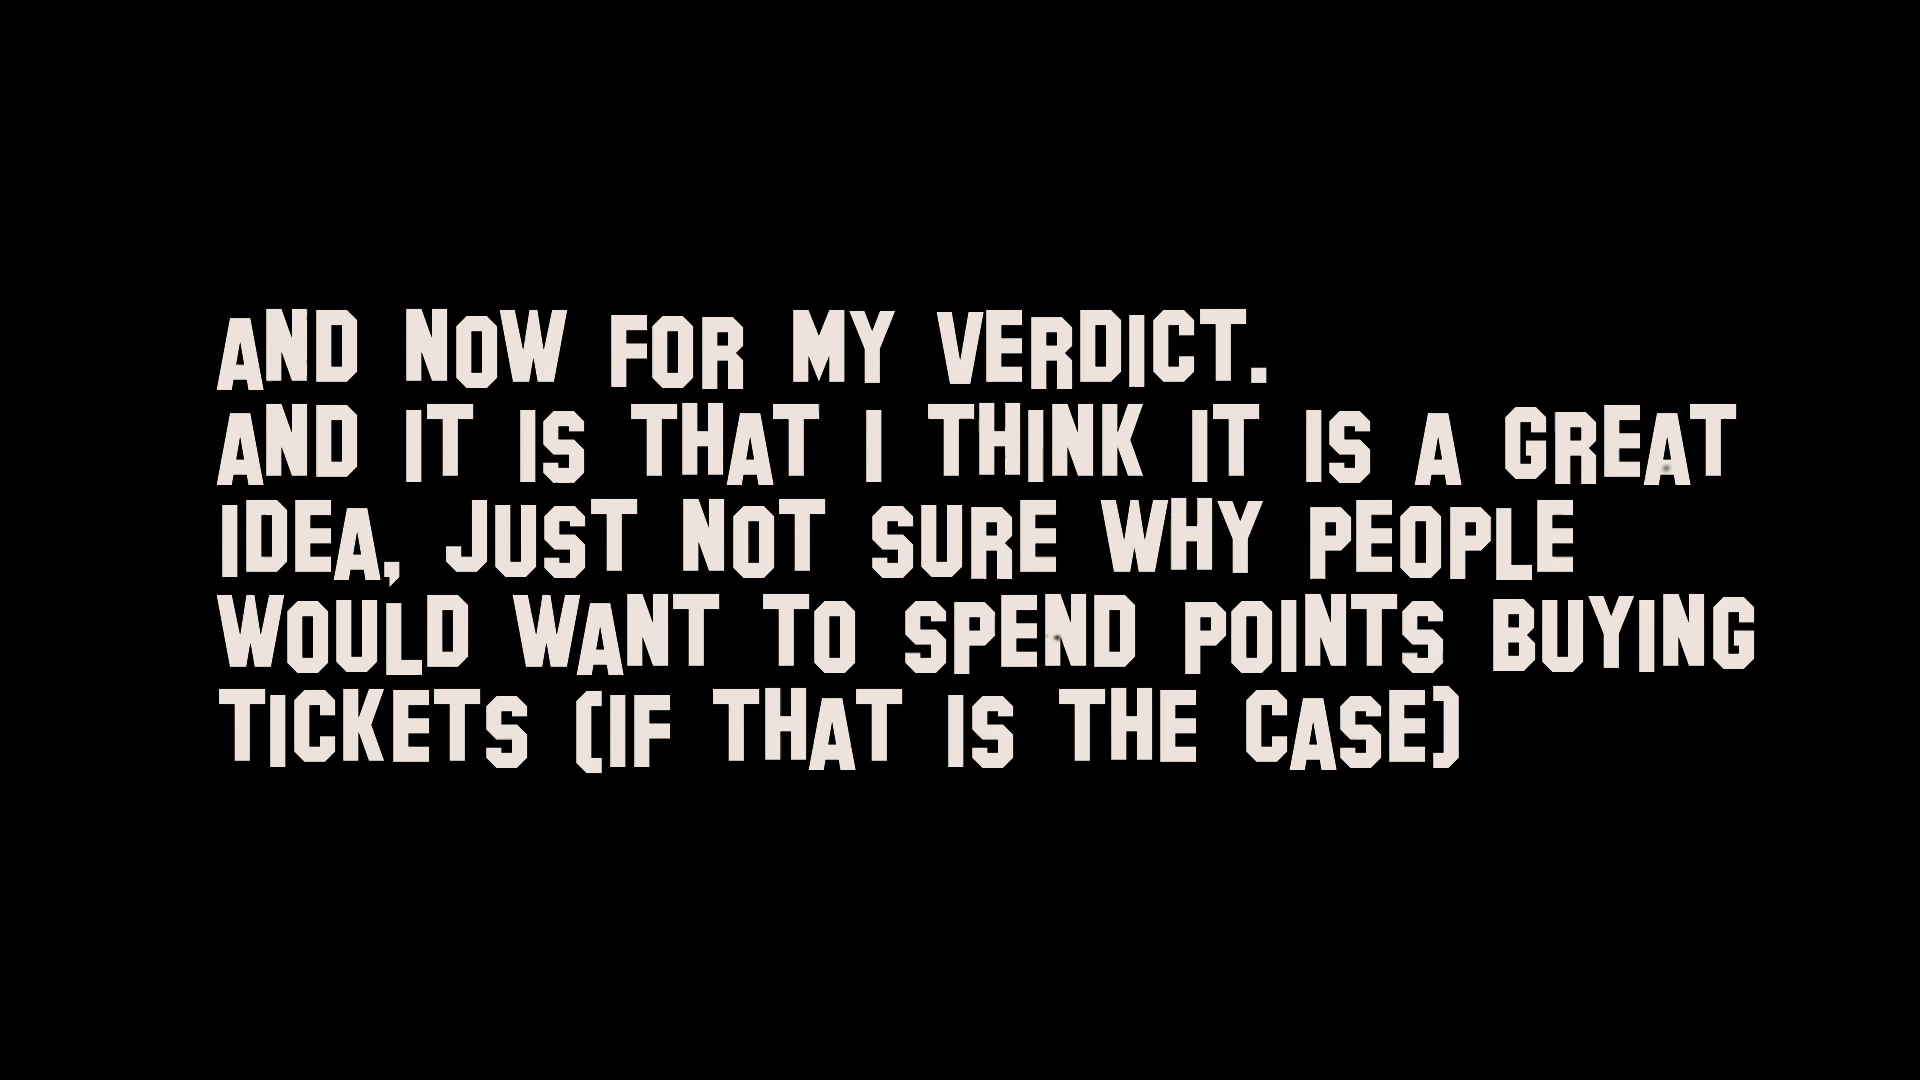 AND NOW FOR MY VERDICT.
AND IT IS THAT I THINK IT IS A GREAT
IDEA, JUST NOT SURE WHY PEOPLE
WOULD WANT TO SPEND POINTS BUYING
TICKETS (IF THAT IS THE CASE)